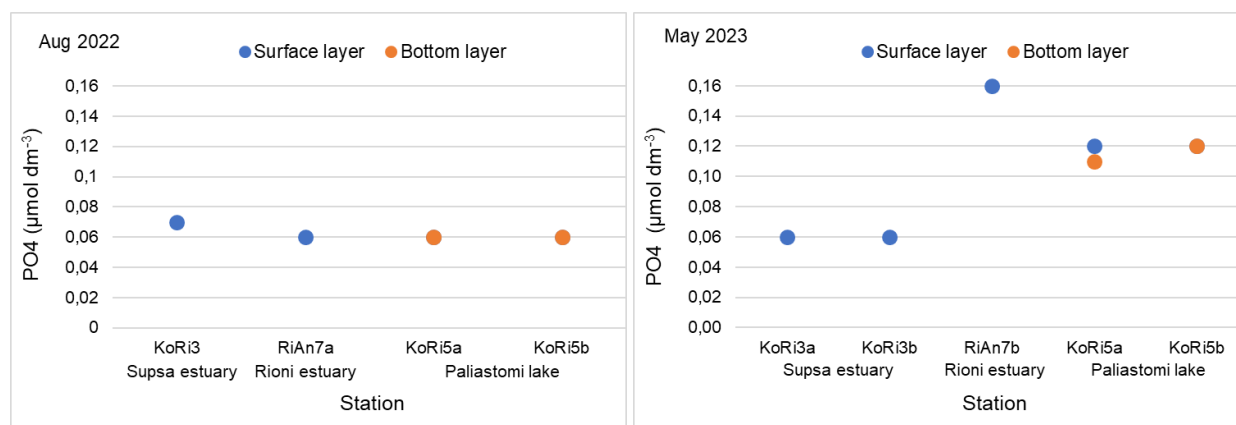 Aug 2022
Surface layer Bottom layer
PO4 (µmol dm⁻³)
0,16
0,14
0,12
0,1
0,08
0,06
0,04
0,02
0
KoRi3 RiAn7a KoRi5a KoRi5b
Supsa estuary Rioni estuary Paliastomi lake
Station
May 2023
Surface layer Bottom layer
PO4 (µmol dm⁻³)
0,16
0,14
0,12
0,10
0,08
0,06
0,04
0,02
0,00
KoRi3a KoRi3b RiAn7b KoRi5a KoRi5b
Supsa estuary Rioni estuary Paliastomi lake
Station